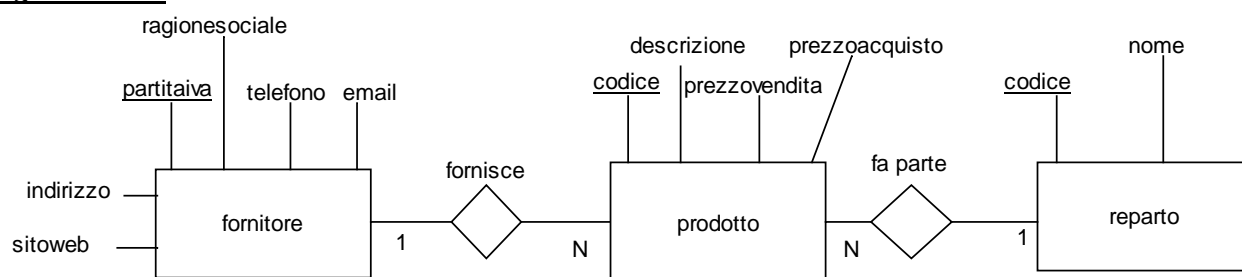 ragionesociale
descrizione
prezzoacquisto
nome
partitaiva
telefono
email
codice
prezzovendita
codice
fornisce
fa parte
indirizzo
fornitore
prodotto
reparto
sitoweb
1
N
N
1